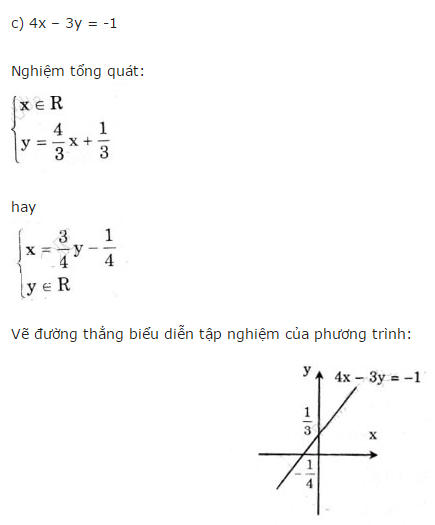 c) 4x – 3y = -1
Nghiệm tổng quát:
x ∈ R
y = 4/3 x + 1/3
hay
x = 3/4 y – 1/4
y ∈ R
Vẽ đường thẳng biểu diễn tập nghiệm của phương trình:
y
4x – 3y = –1
1/3
x
–1/4